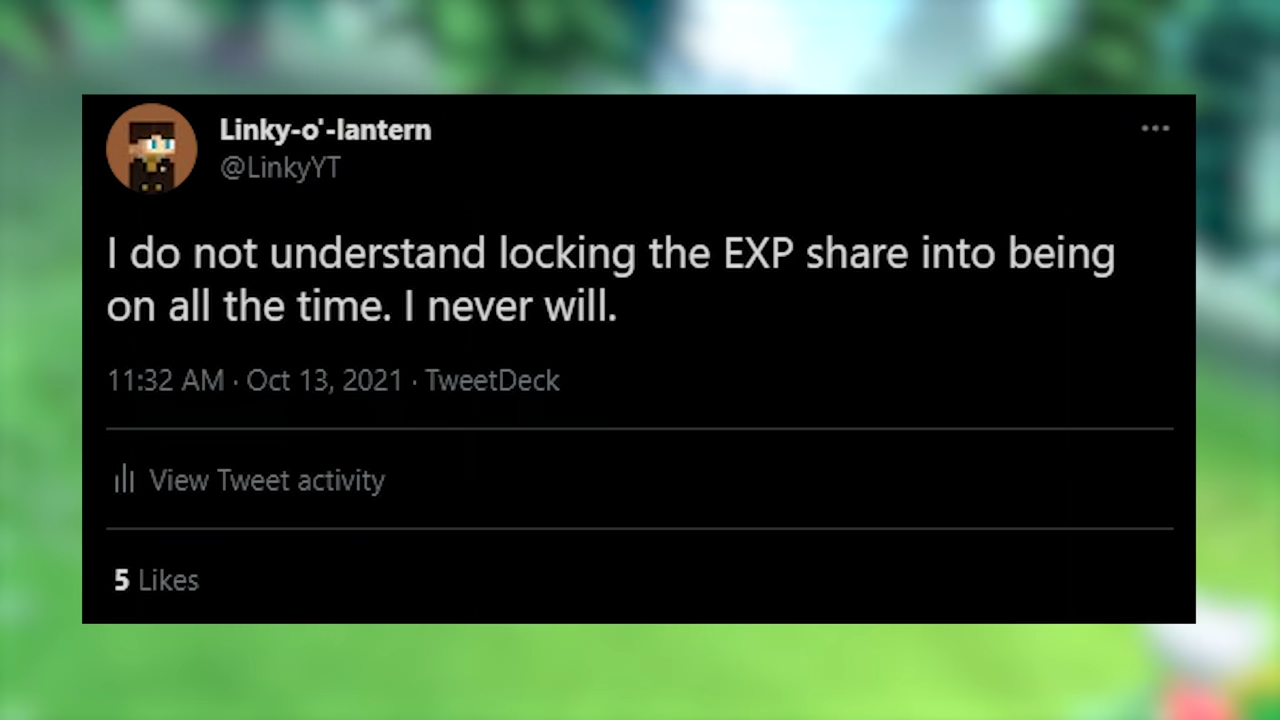 Linky-o'-lantern
@LinkyYT
I do not understand locking the EXP share into being
on all the time. I never will.
11:32 AM · Oct 13, 2021 · TweetDeck
View Tweet activity
5 Likes